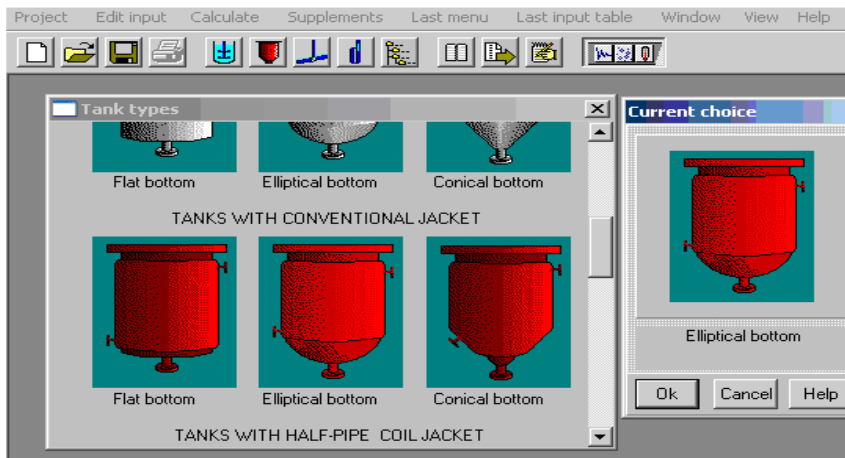 Project Edit input Calculate Supplements Last menu Last input table Window View Help
Tank types
Flat bottom Elliptical bottom Conical bottom
TANKS WITH CONVENTIONAL JACKET
Flat bottom Elliptical bottom Conical bottom
TANKS WITH HALF-PIPE COIL JACKET
Current choice
Elliptical bottom
Ok Cancel Help